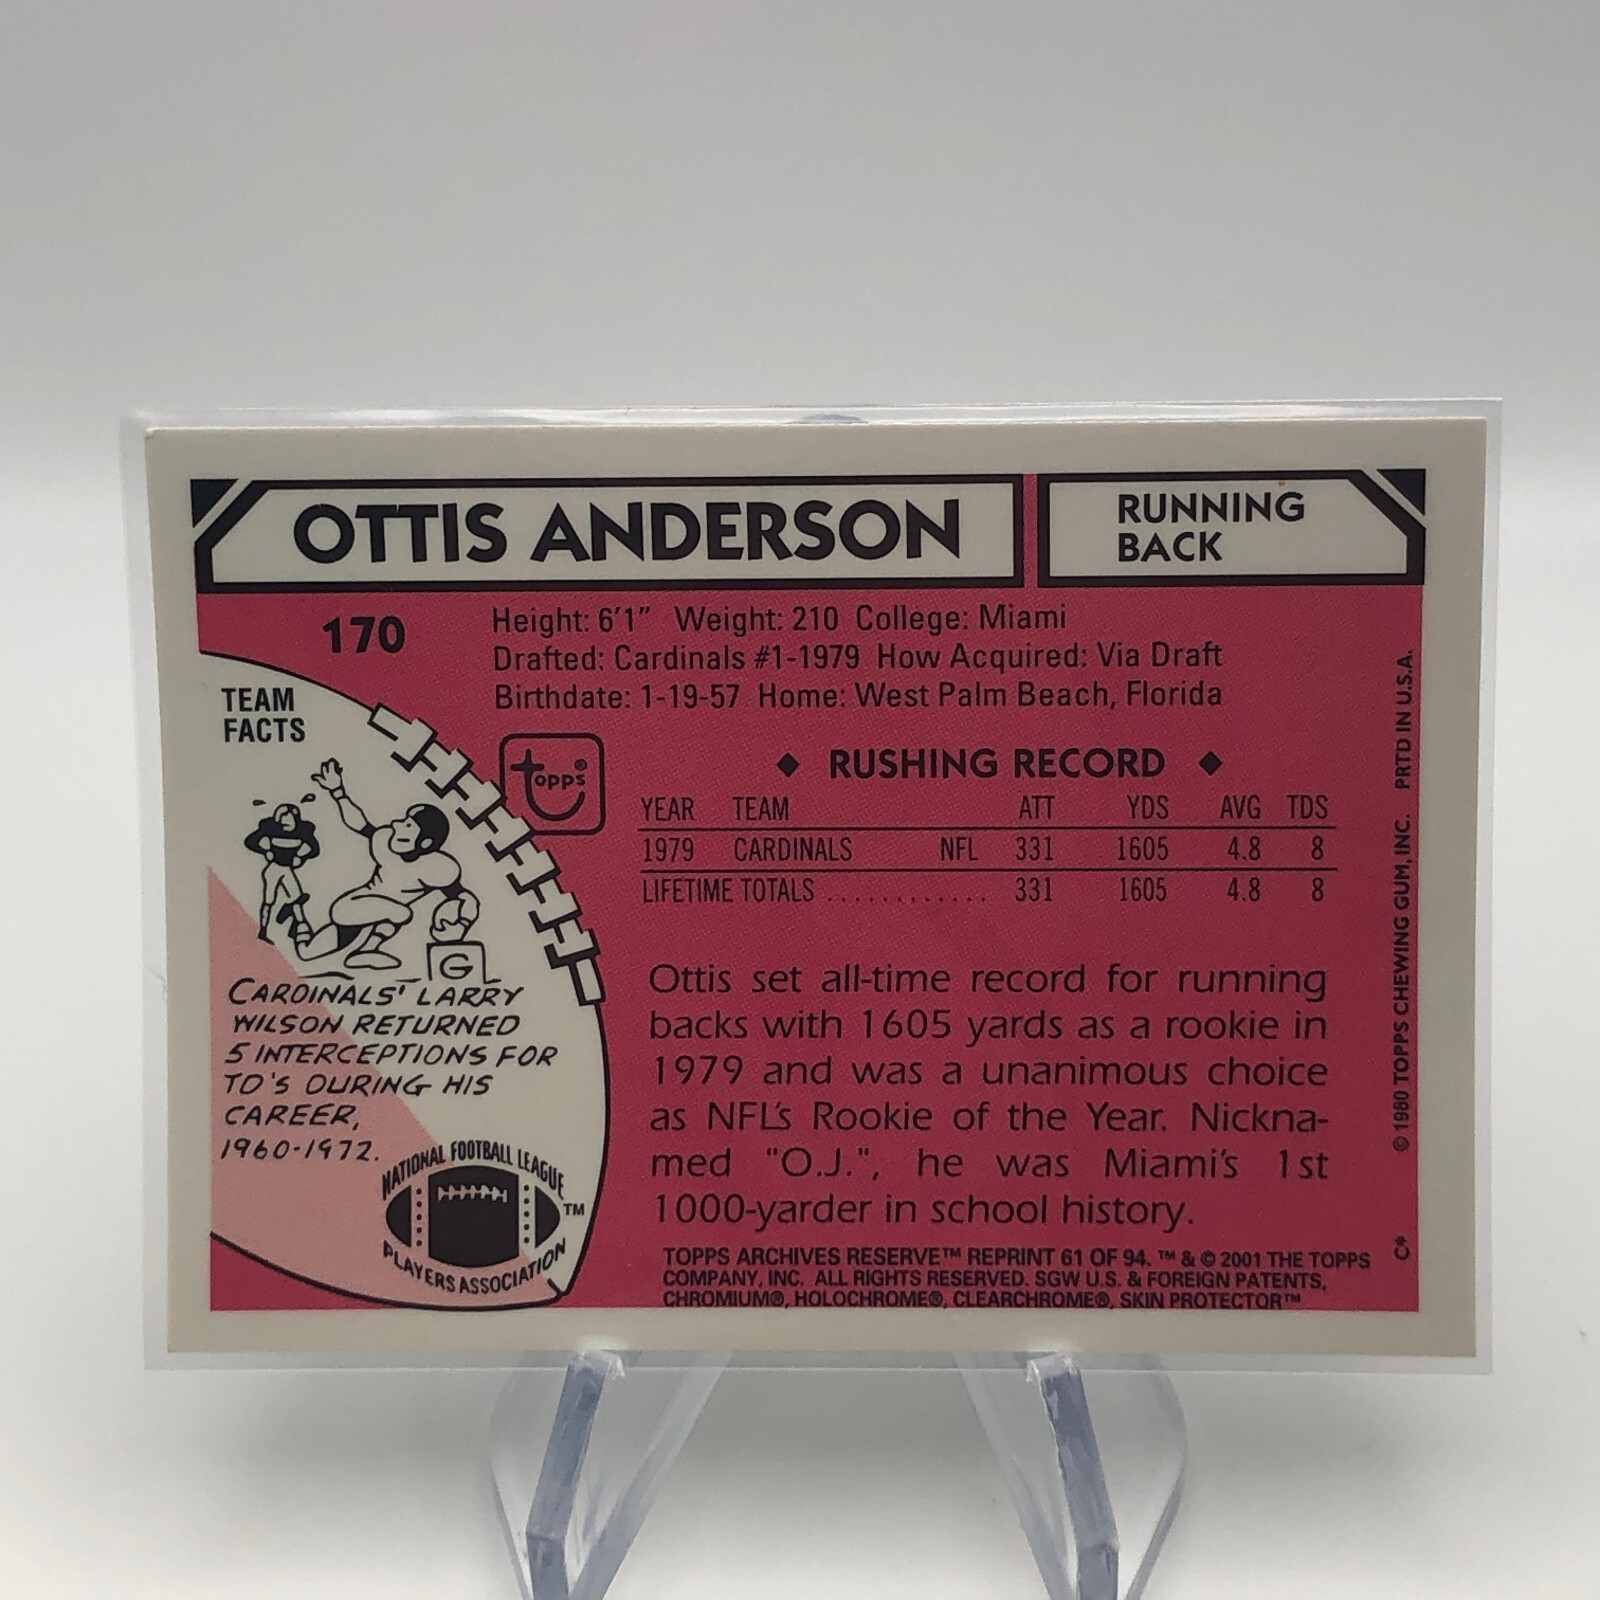 OTTIS ANDERSON
RUNNING
BACK
170
Height: 6'1" Weight: 210 College: Miami
Drafted: Cardinals #1-1979 How Acquired: Via Draft
Birthdate: 1-19-57 Home: West Palm Beach, Florida
TEAM
FACTS
G
CARDINALS' LARRY
WILSON RETURNED
5 INTERCEPTIONS FOR
TD'S DURING HIS
CAREER,
1960-1972.
NATIONAL FOOTBALL LEAGUE
PLAYERS ASSOCIATION
TM
topps®
◆ RUSHING RECORD ◆
YEAR TEAM ATT YDS AVG TDS
1979 CARDINALS NFL 331 1605 4.8 8
LIFETIME TOTALS ............ 331 1605 4.8 8
Ottis set all-time record for running
backs with 1605 yards as a rookie in
1979 and was a unanimous choice
as NFL's Rookie of the Year. Nickna-
med "O.J.", he was Miami's 1st
1000-yarder in school history.
TOPPS ARCHIVES RESERVE™ REPRINT 61 OF 94. ™ & © 2001 THE TOPPS
COMPANY, INC. ALL RIGHTS RESERVED. SGW U.S. & FOREIGN PATENTS,
CHROMIUM®, HOLOCHROME®, CLEARCHROME®, SKIN PROTECTOR™
© 1980 TOPPS CHEWING GUM, INC. PRTD IN U.S.A.
C*